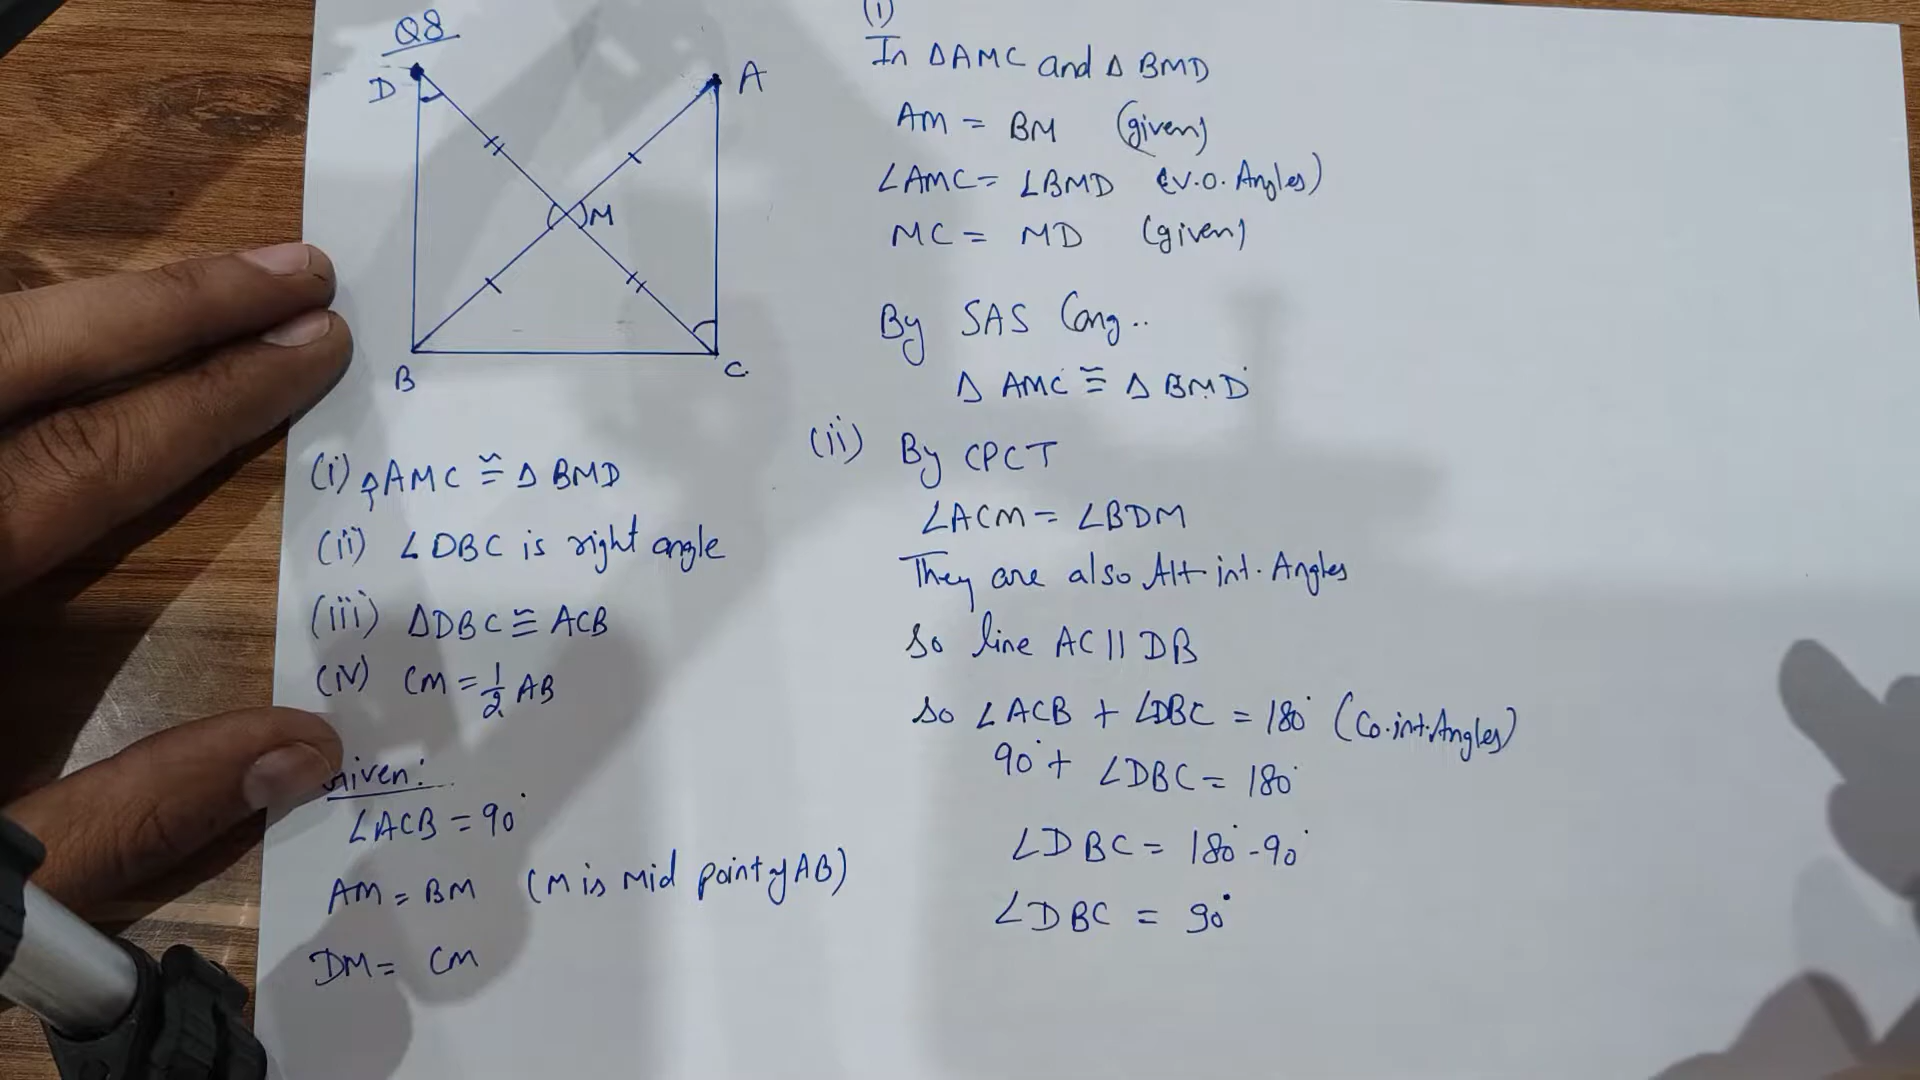 Q8
D
A
M
B
C
(i) ΔAMC ≅ Δ BMD
(ii) ∠DBC is right angle
(iii) ΔDBC ≅ ACB
(iv) CM = 1/2 AB
Given:
∠ACB = 90°
AM = BM (M is Mid point of AB)
DM = CM
(i)
In ΔAMC and Δ BMD
AM = BM (given)
∠AMC = ∠BMD (V.O. Angles)
MC = MD (given)
By SAS Cong..
Δ AMC ≅ Δ BMD
(ii) By CPCT
∠ACM = ∠BDM
They are also Alt int. Angles
So line AC || DB
So ∠ACB + ∠DBC = 180° (Co.int.Angles)
90° + ∠DBC = 180°
∠DBC = 180° - 90°
∠DBC = 90°